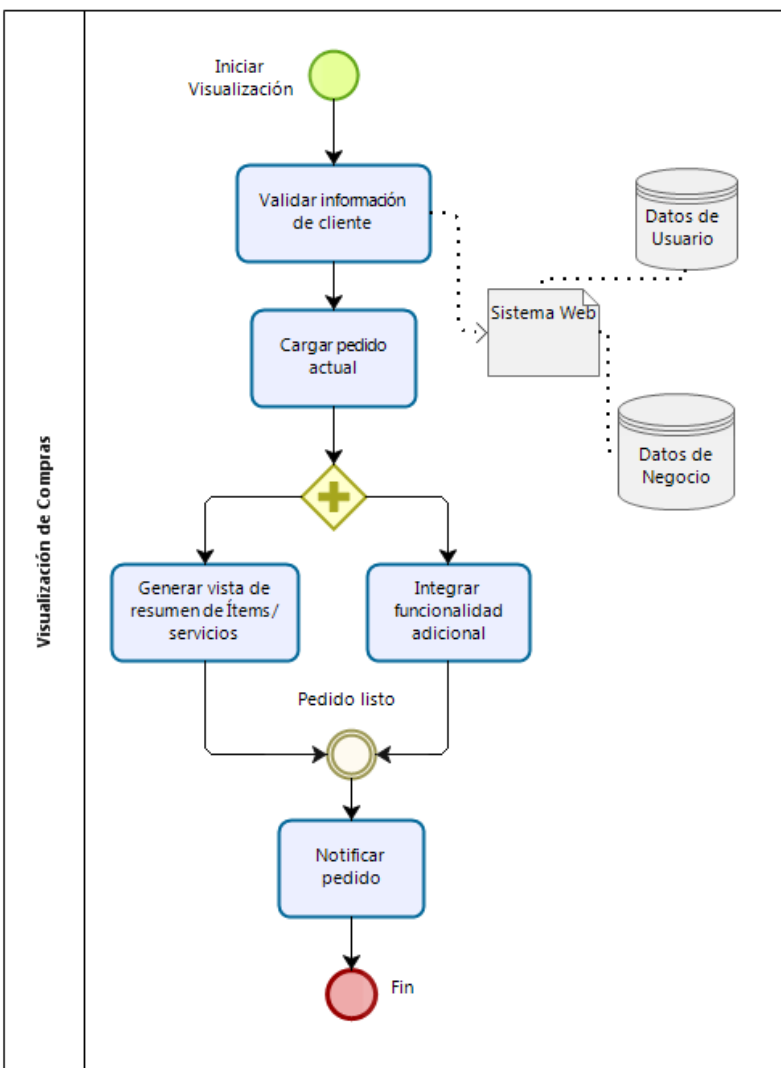 Visualización de Compras
Iniciar
Visualización
Validar información
de cliente
Datos de
Usuario
Sistema Web
Cargar pedido
actual
Datos de
Negocio
Generar vista de
resumen de Ítems/
servicios
Integrar
funcionalidad
adicional
Pedido listo
Notificar
pedido
Fin